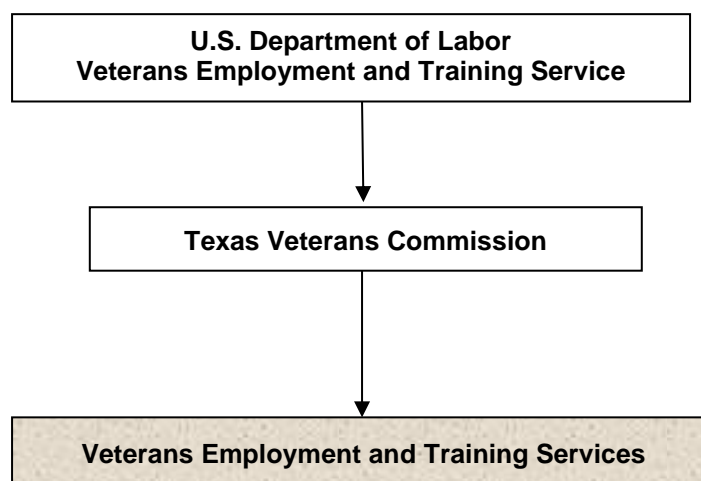 U.S. Department of Labor
Veterans Employment and Training Service
Texas Veterans Commission
Veterans Employment and Training Services